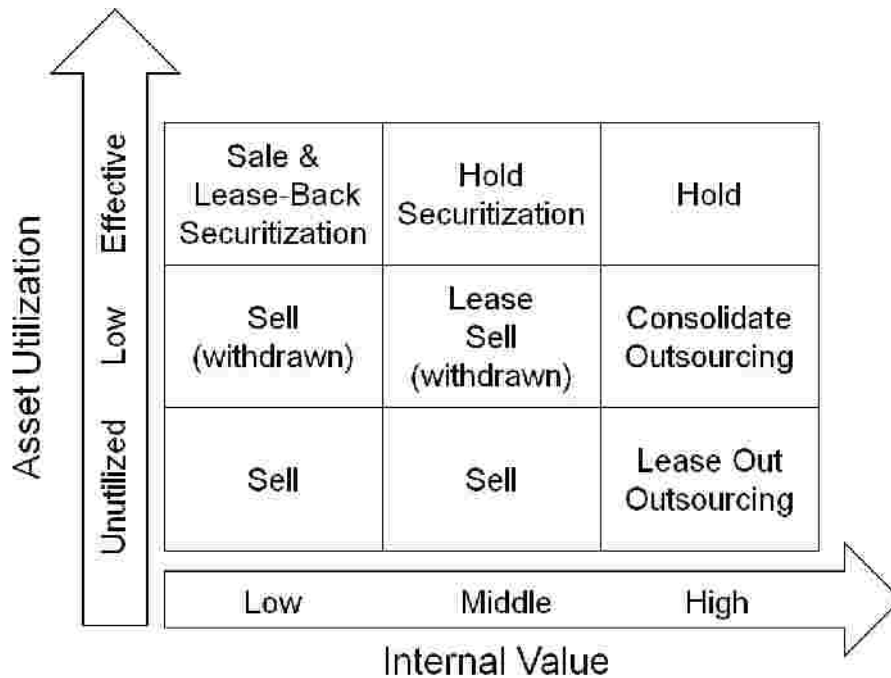 Asset Utilization
Effective
Low
Unutilized
Sale &
Lease-Back
Securitization
Hold
Securitization
Hold
Sell
(withdrawn)
Lease
Sell
(withdrawn)
Consolidate
Outsourcing
Sell
Sell
Lease Out
Outsourcing
Low
Middle
High
Internal Value